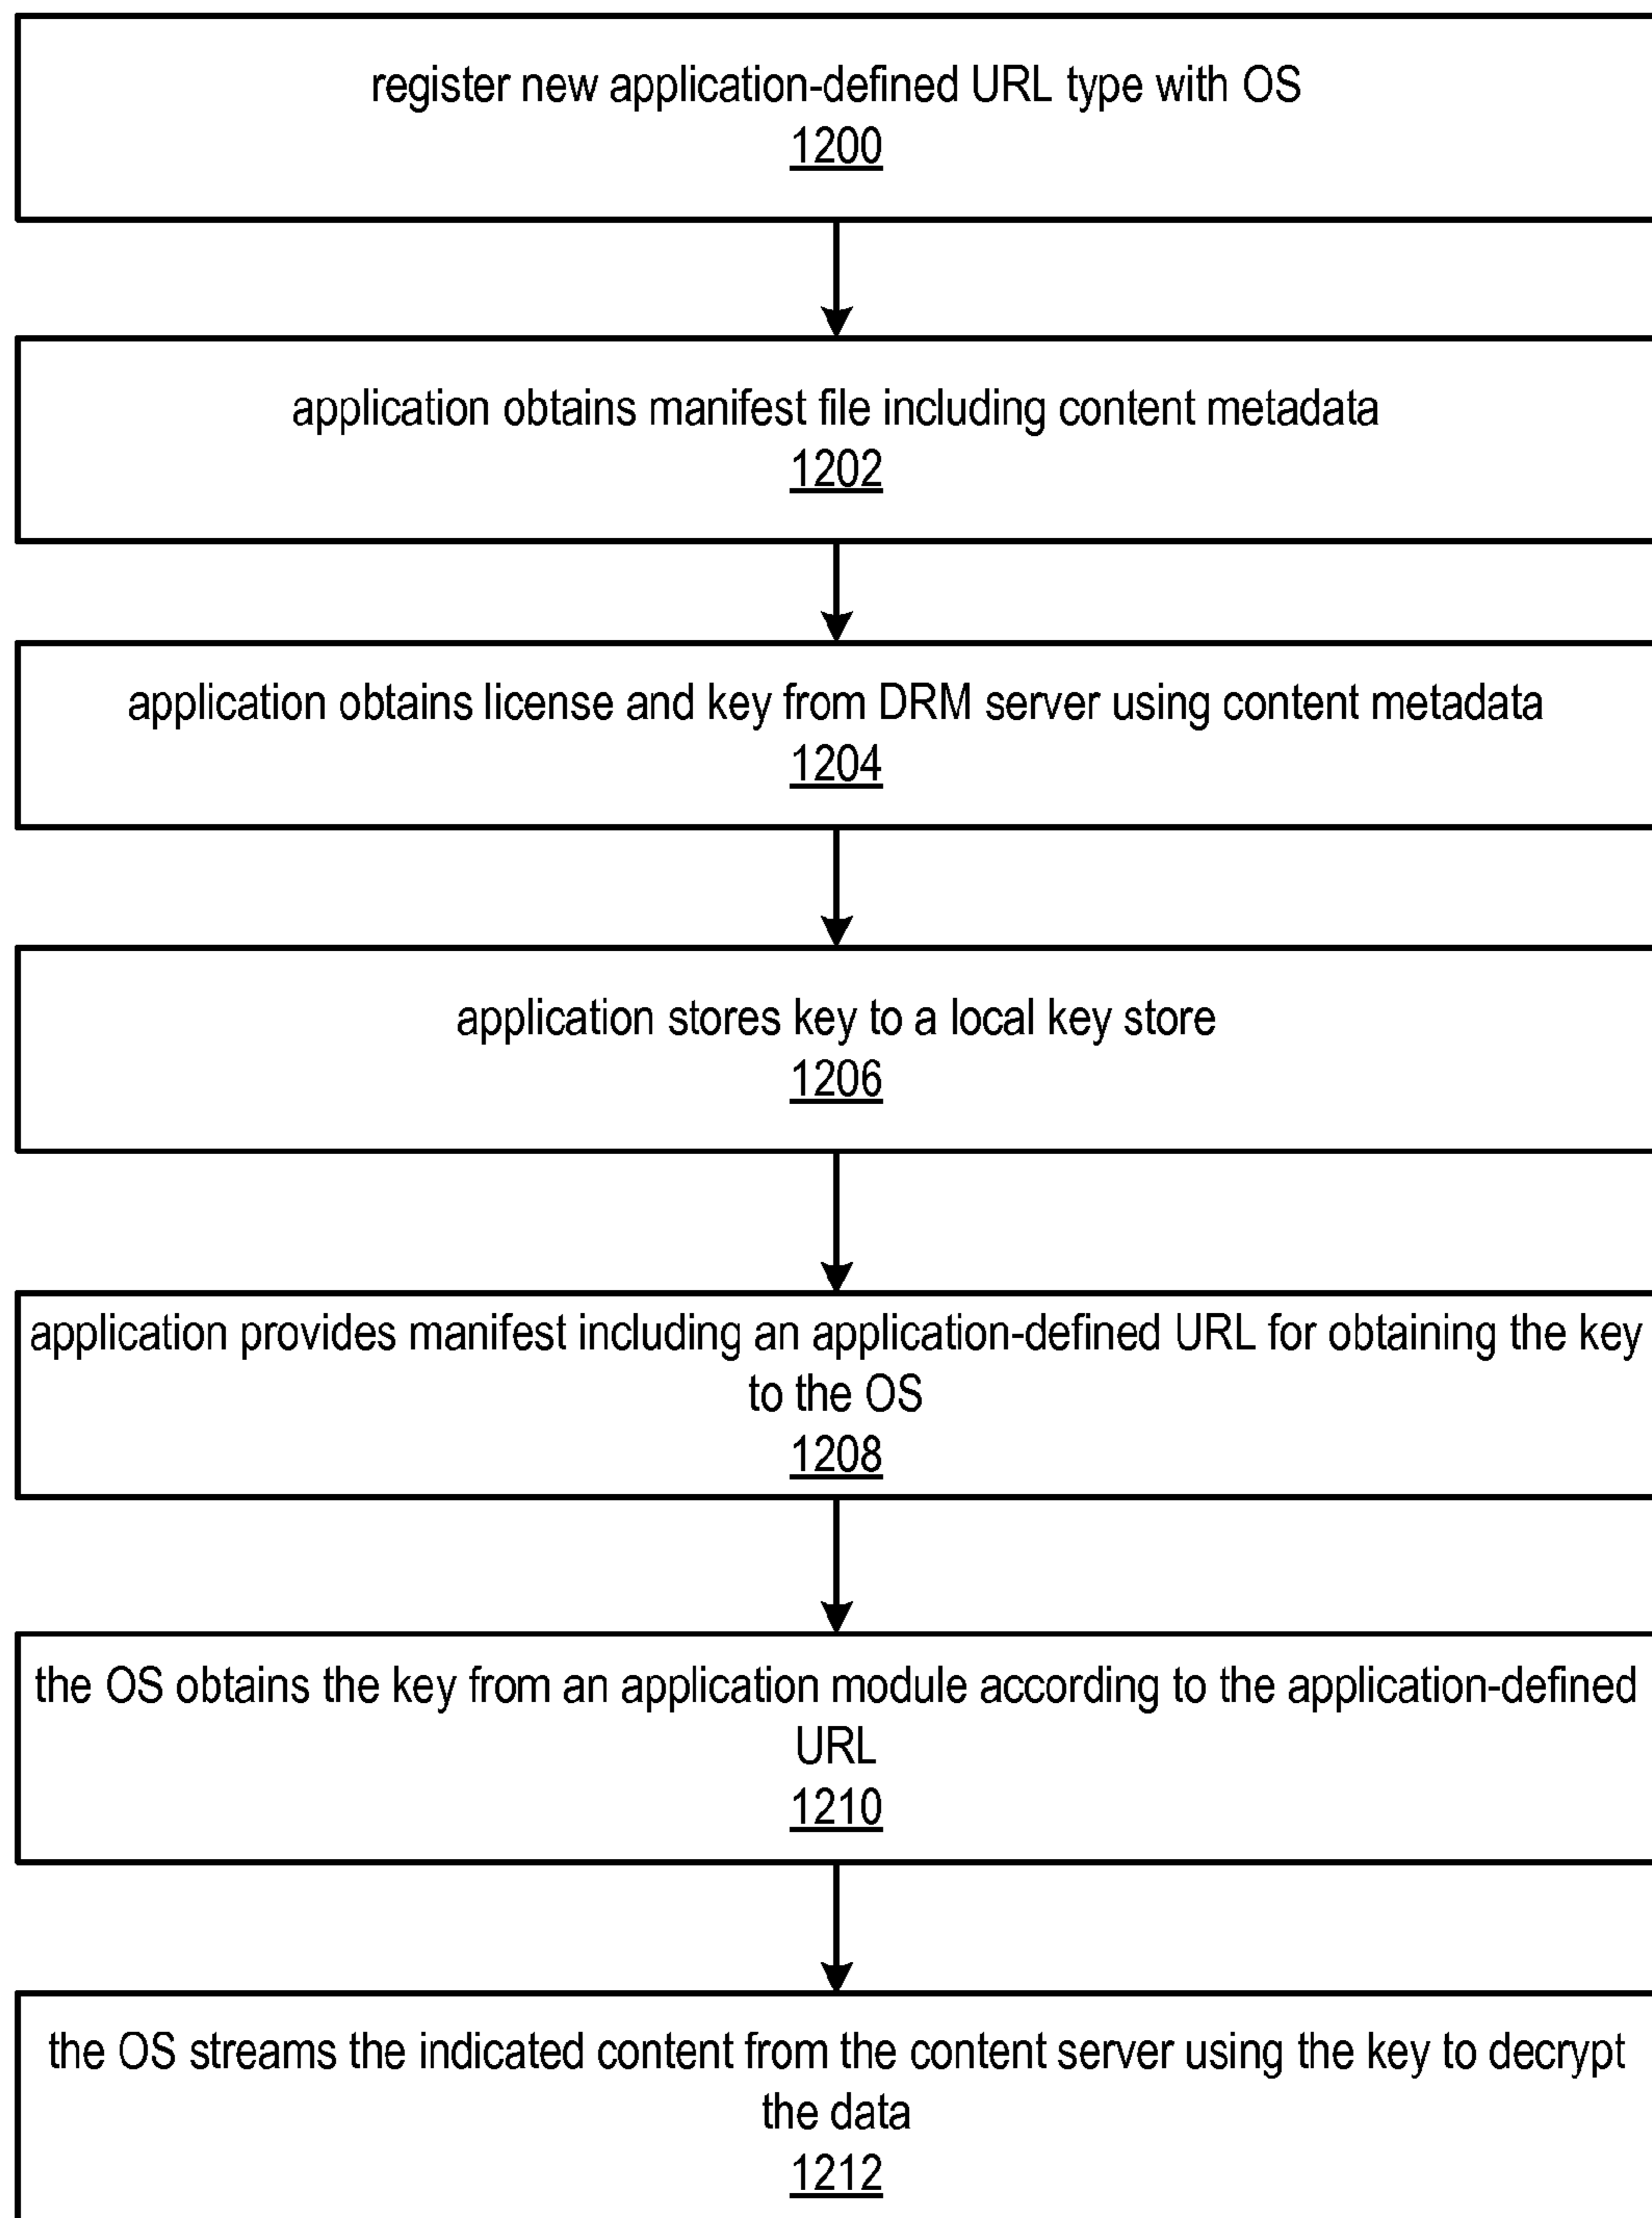 register new application-defined URL type with OS
1200
application obtains manifest file including content metadata
1202
application obtains license and key from DRM server using content metadata
1204
application stores key to a local key store
1206
application provides manifest including an application-defined URL for obtaining the key
to the OS
1208
the OS obtains the key from an application module according to the application-defined
URL
1210
the OS streams the indicated content from the content server using the key to decrypt
the data
1212